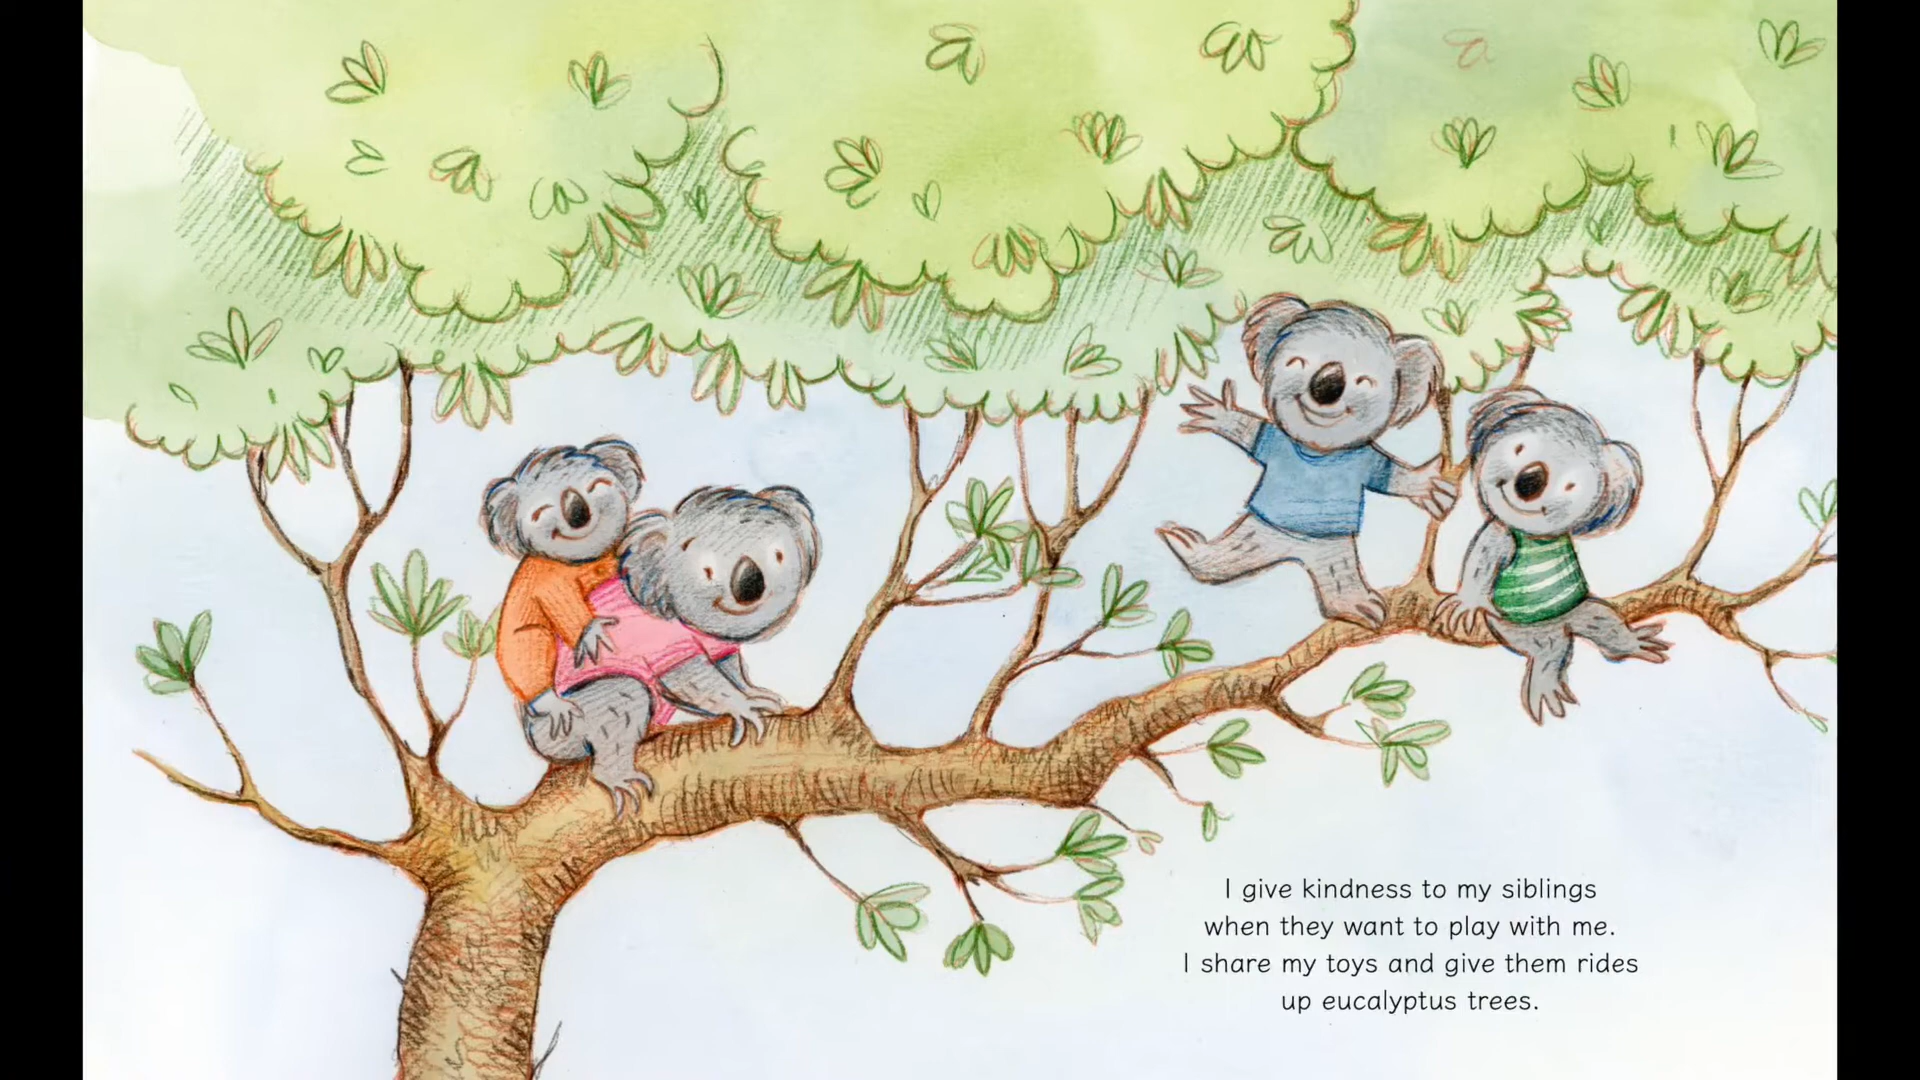 I give kindness to my siblings
when they want to play with me.
I share my toys and give them rides
up eucalyptus trees.